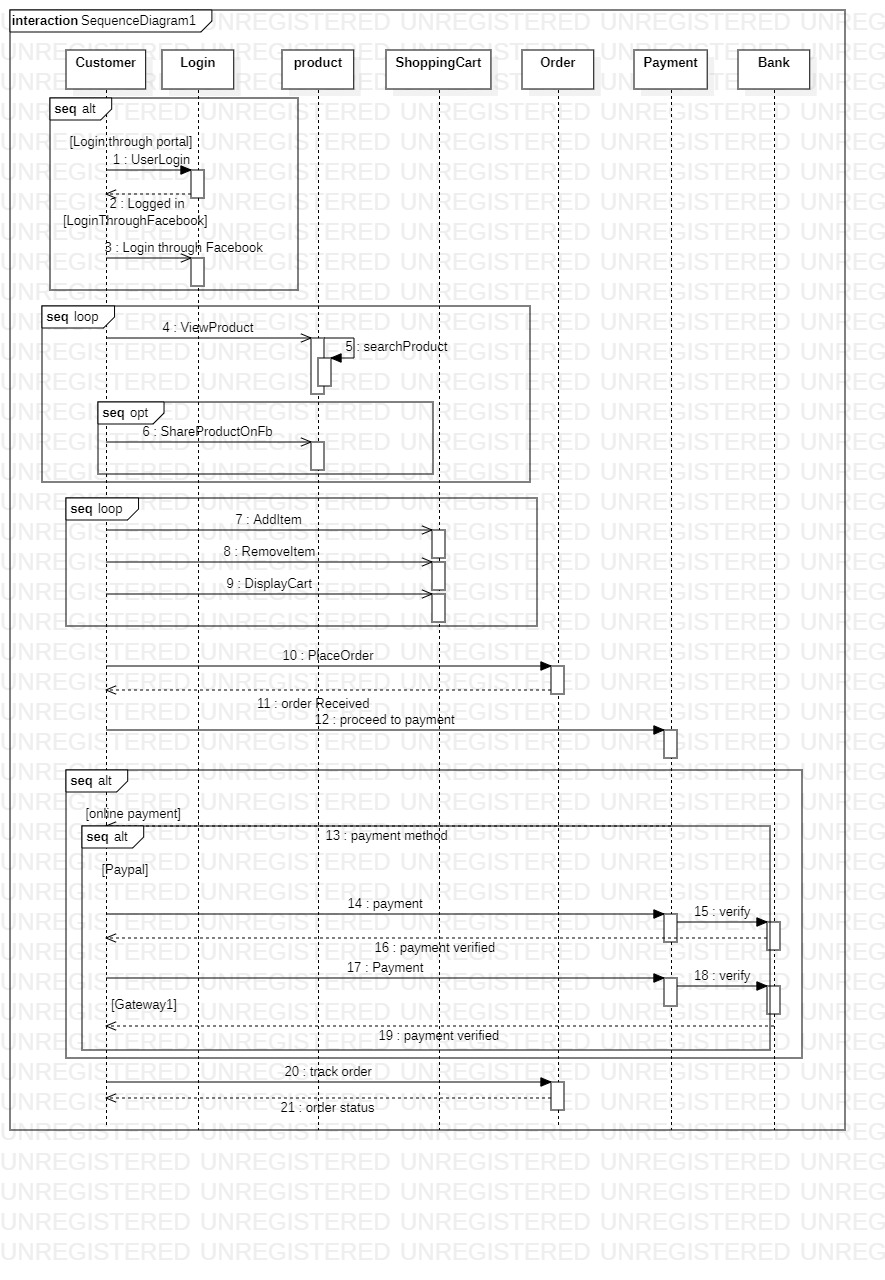 interaction SequenceDiagram1
Customer
Login
product
ShoppingCart
Order
Payment
Bank
seq alt
[Login through portal]
1 : UserLogin
2 : Logged in
[LoginThroughFacebook]
3 : Login through Facebook
seq loop
4 : ViewProduct
5 : searchProduct
seq opt
6 : ShareProductOnFb
seq loop
7 : AddItem
8 : RemoveItem
9 : DisplayCart
10 : PlaceOrder
11 : order Received
12 : proceed to payment
seq alt
[online payment]
seq alt
13 : payment method
[Paypal]
14 : payment
15 : verify
16 : payment verified
17 : Payment
18 : verify
[Gateway1]
19 : payment verified
20 : track order
21 : order status
UNREGISTERED UNREGISTERED UNREGISTERED UNREGISTERED UNREG